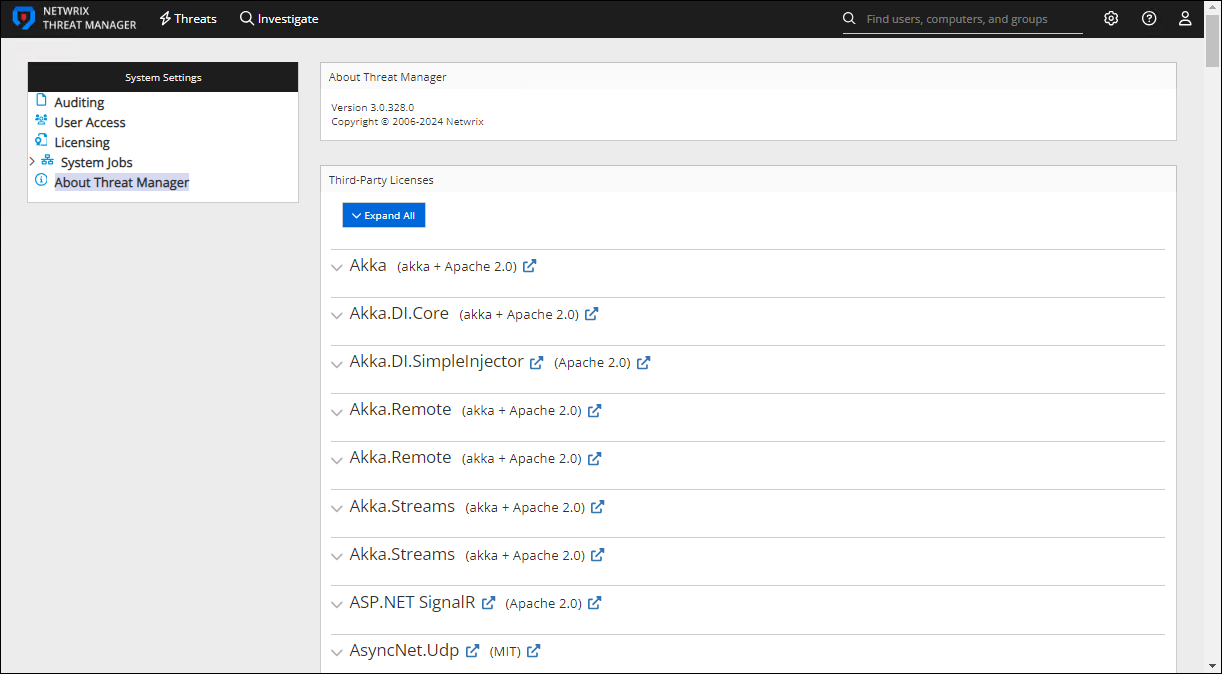 NETWRIX
THREAT MANAGER
Threats
Investigate
Find users, computers, and groups
System Settings
Auditing
User Access
Licensing
System Jobs
About Threat Manager
About Threat Manager
Version 3.0.328.0
Copyright © 2006-2024 Netwrix
Third-Party Licenses
Expand All
Akka (akka + Apache 2.0)
Akka.DI.Core (akka + Apache 2.0)
Akka.DI.SimpleInjector (Apache 2.0)
Akka.Remote (akka + Apache 2.0)
Akka.Remote (akka + Apache 2.0)
Akka.Streams (akka + Apache 2.0)
Akka.Streams (akka + Apache 2.0)
ASP.NET SignalR (Apache 2.0)
AsyncNet.Udp (MIT)